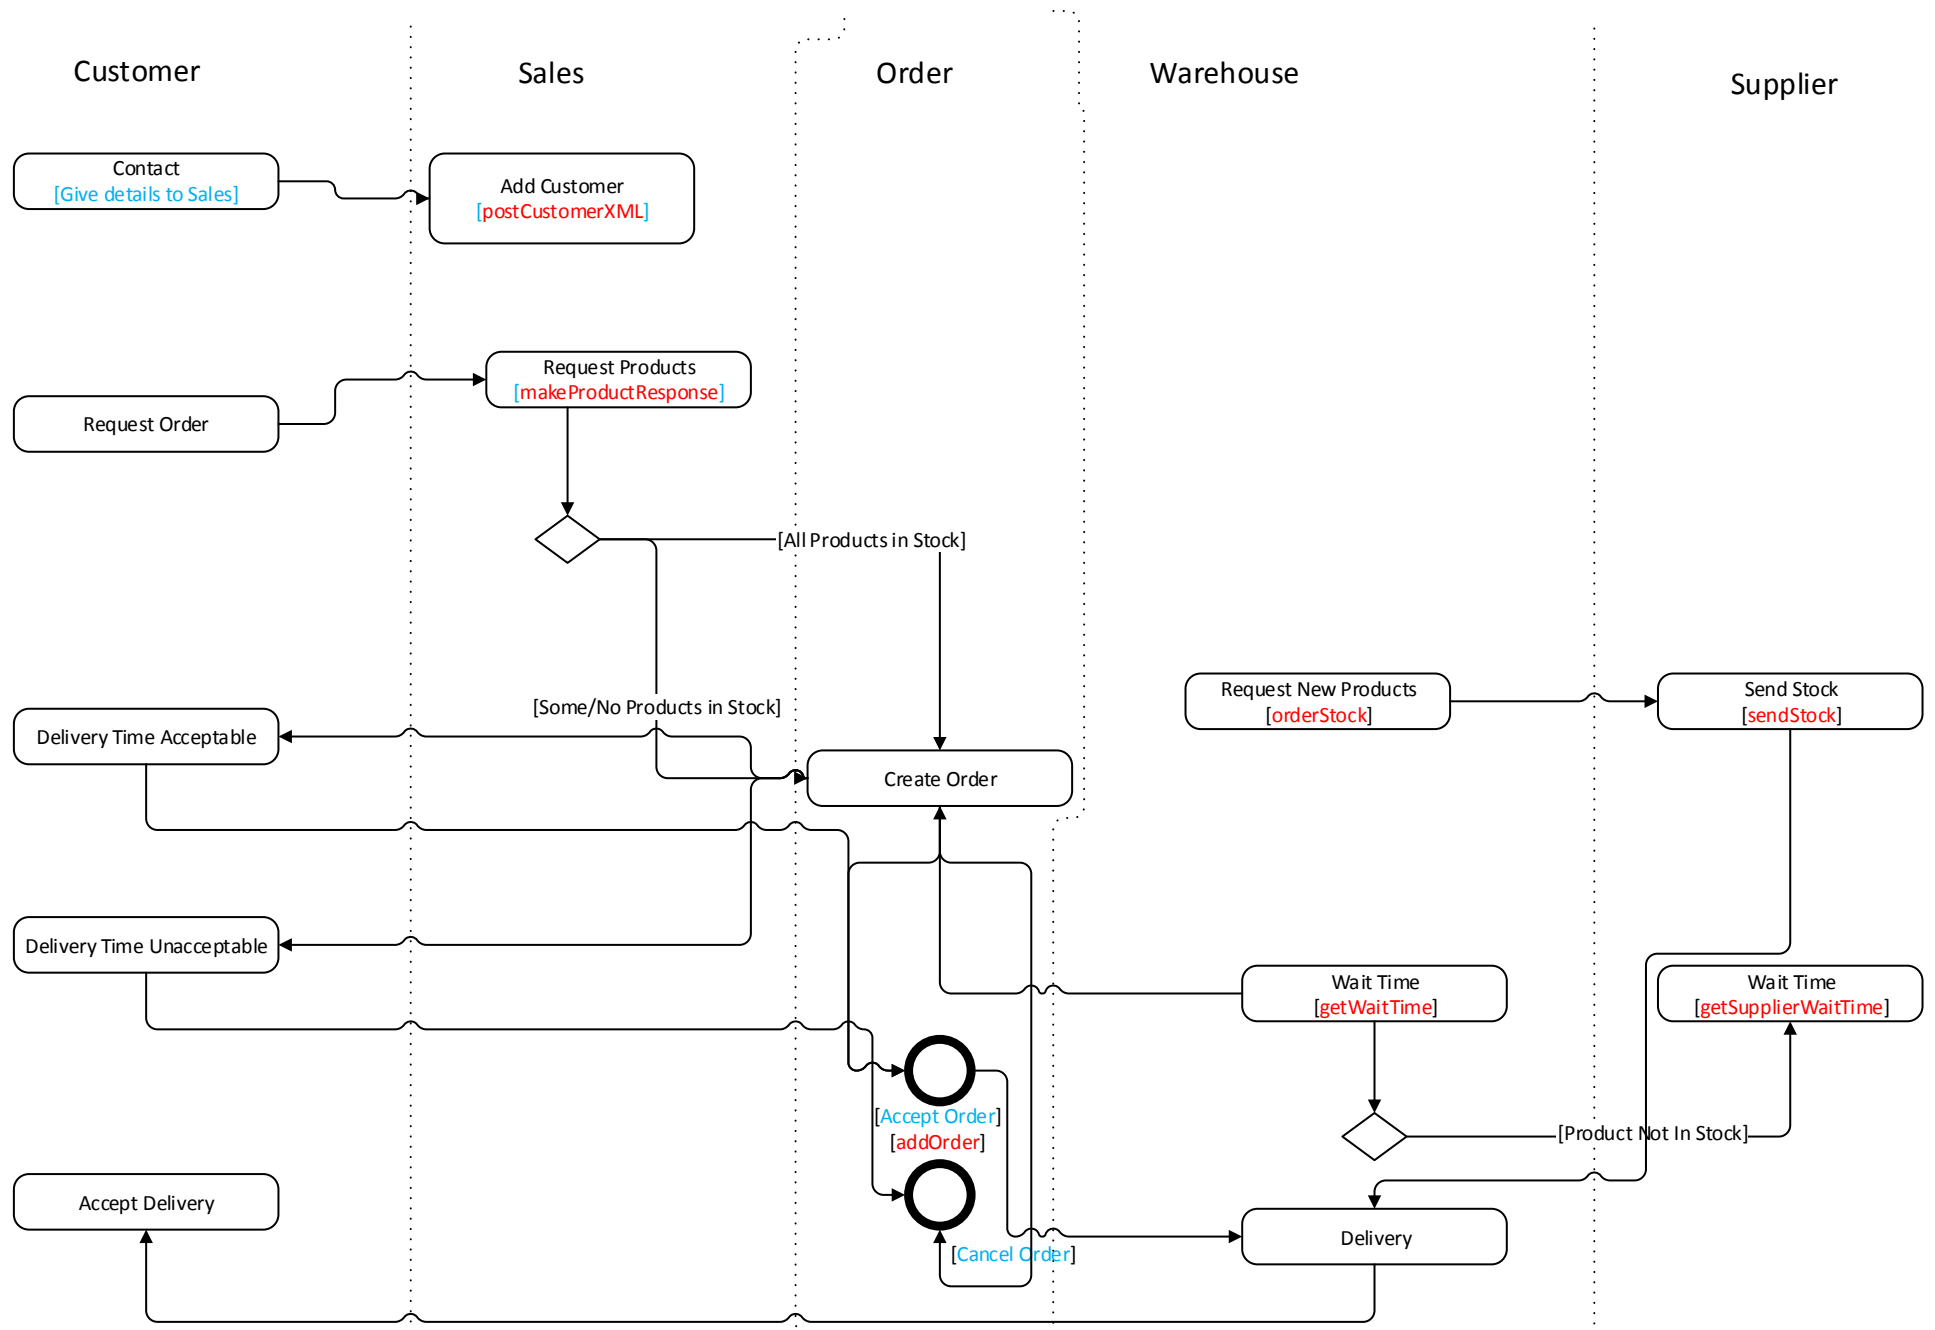 Customer
Sales
Order
Warehouse
Supplier
Contact
[Give details to Sales]
Add Customer
[postCustomerXML]
Request Products
[makeProductResponse]
Request Order
[All Products in Stock]
Request New Products
[orderStock]
Send Stock
[sendStock]
[Some/No Products in Stock]
Delivery Time Acceptable
Create Order
Delivery Time Unacceptable
Wait Time
[getWaitTime]
Wait Time
[getSupplierWaitTime]
[Accept Order]
[addOrder]
[Product Not In Stock]
Accept Delivery
[Cancel Order]
Delivery